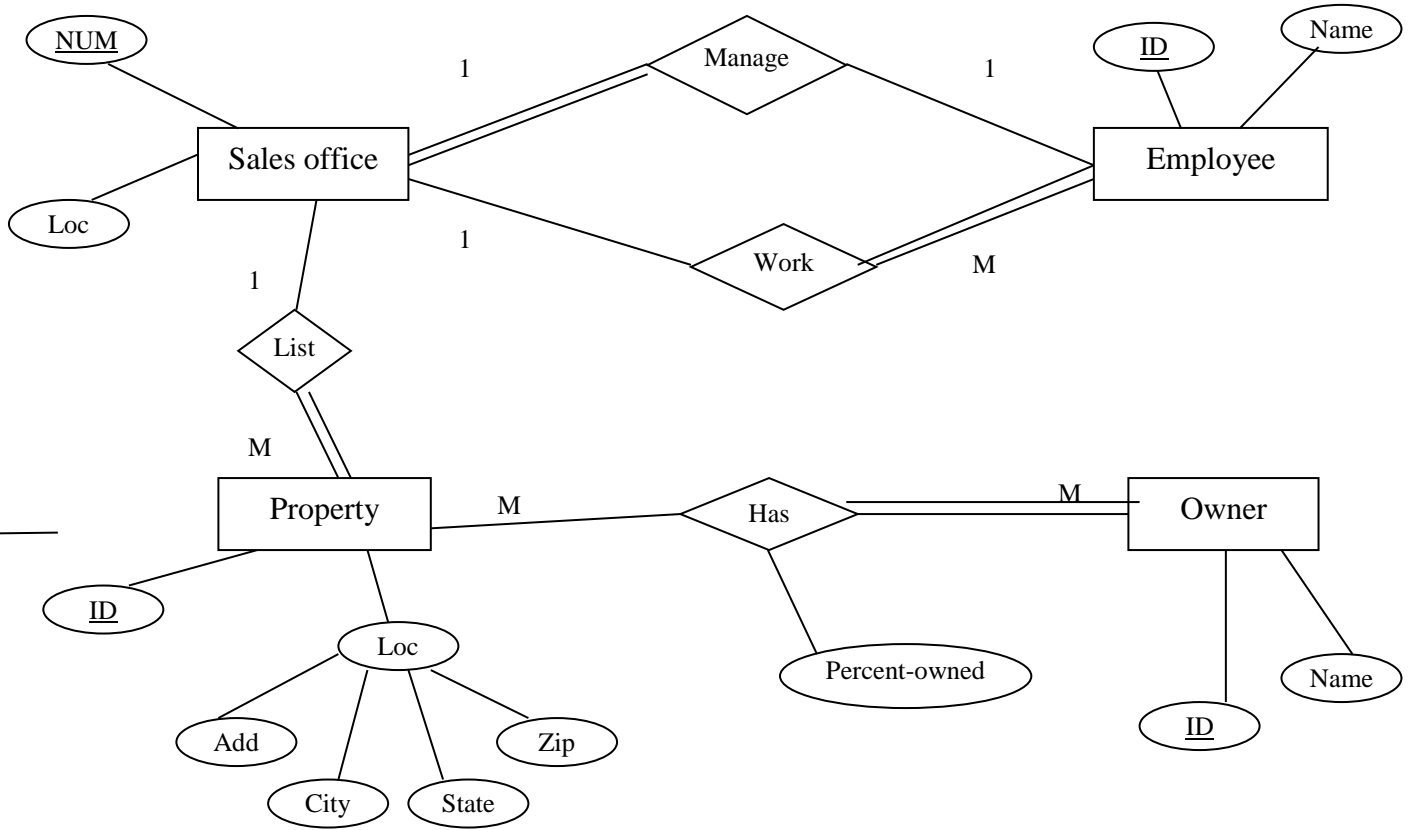 NUM
Manage
ID
Name
1
1
Sales office
Employee
Loc
1
Work
M
1
List
M
Property
M
Has
M
Owner
ID
Loc
Percent-owned
Name
ID
Add
Zip
City
State